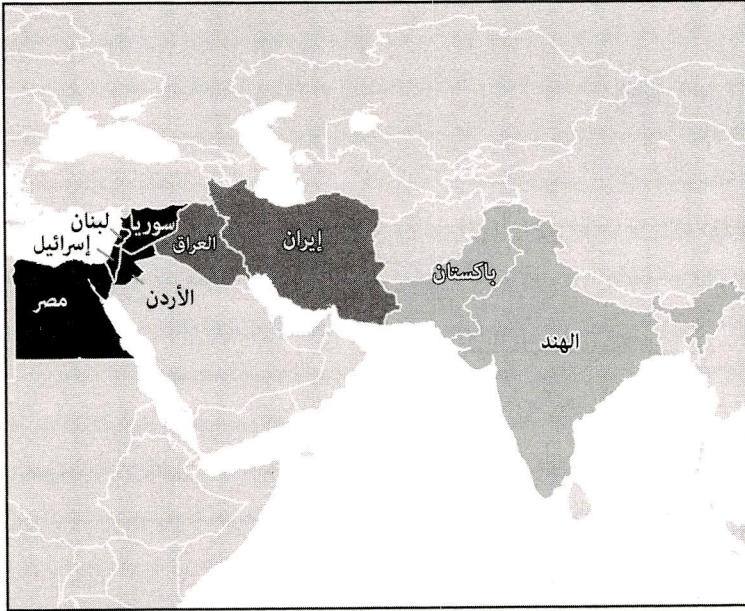 لبنان
سوريا
إسرائيل
العراق
إيران
باكستان
مصر
الأردن
الهند